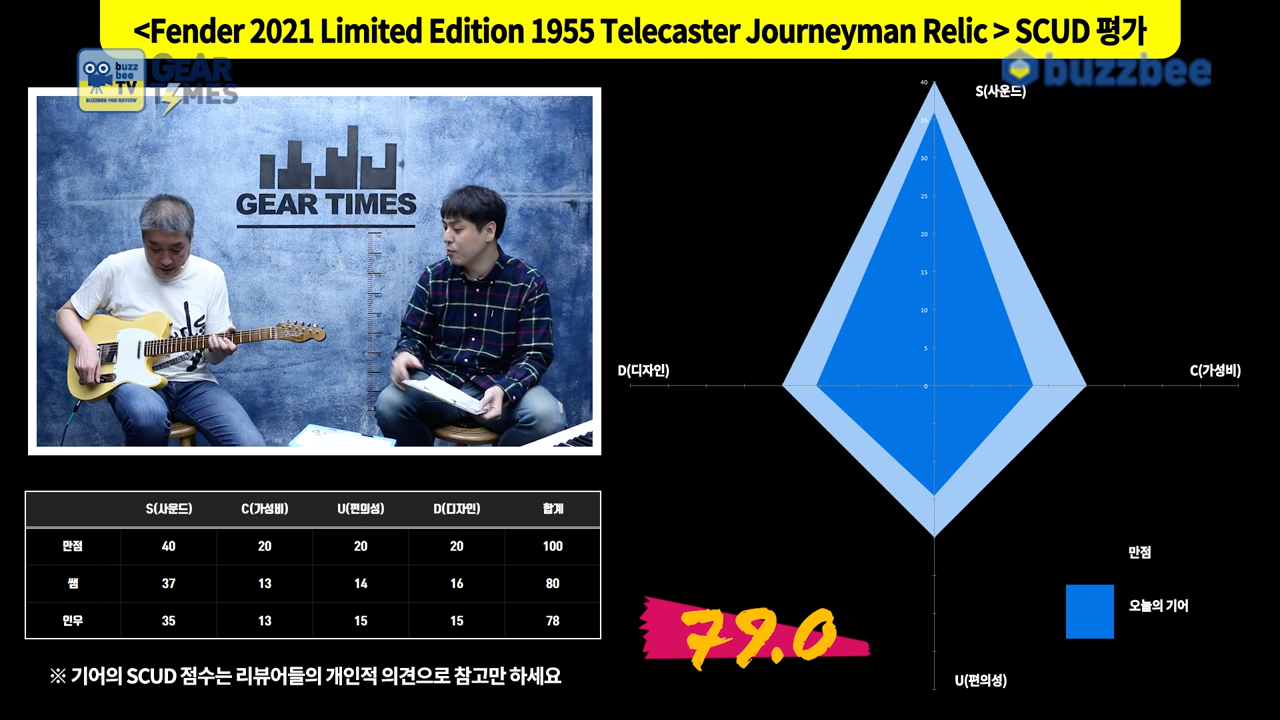 <Fender 2021 Limited Edition 1955 Telecaster Journeyman Relic > SCUD 평가
buzz
bee
TV
BUZZBEE YOU REVIEW
GEAR
TIMES
buzzbee
GEAR TIMES
S(사운드)
40
35
30
25
20
15
10
5
0
D(디자인)
C(가성비)
U(편의성)
만점
오늘의 기어
S(사운드) C(가성비) U(편의성) D(디자인) 합계
만점 40 20 20 20 100
쌤 37 13 14 16 80
민우 35 13 15 15 78
79.0
※ 기어의 SCUD 점수는 리뷰어들의 개인적 의견으로 참고만 하세요